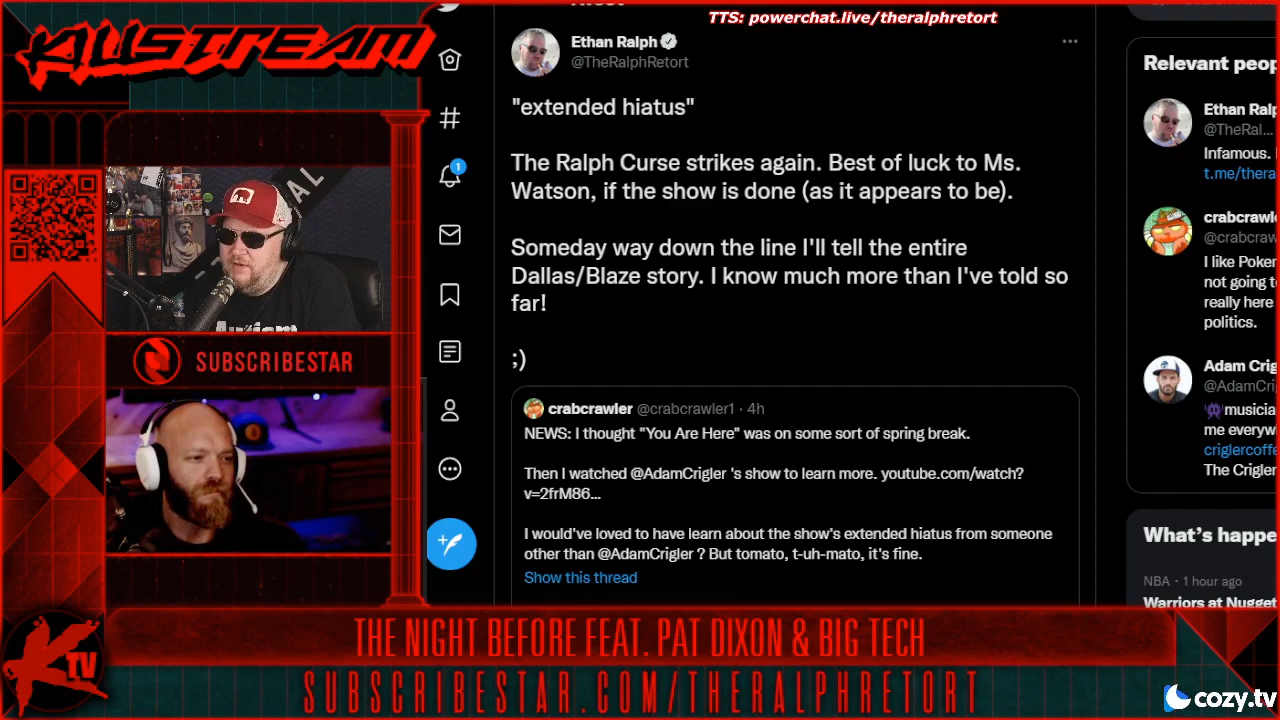 KILLSTREAM
TTS: powerchat.live/theralphretort
Ethan Ralph
@TheRalphRetort
"extended hiatus"
The Ralph Curse strikes again. Best of luck to Ms.
Watson, if the show is done (as it appears to be).
Someday way down the line I'll tell the entire
Dallas/Blaze story. I know much more than I've told so
far!
;)
crabcrawler @crabcrawler1 · 4h
NEWS: I thought "You Are Here" was on some sort of spring break.
Then I watched @AdamCrigler 's show to learn more. youtube.com/watch?
v=2frM86...
I would've loved to have learn about the show's extended hiatus from someone
other than @AdamCrigler ? But tomato, t-uh-mato, it's fine.
Show this thread
1
Relevant peop
Ethan Ralp
@TheRal...
Infamous.
t.me/thera
crabcrawle
@crabcraw
I like Poker
not going t
really here
politics.
Adam Crig
@AdamCri
musicia
me everyw
criglercoffe
The Crigler
What's happe
NBA · 1 hour ago
Warriors at Nugget
RAL
Autism
SUBSCRIBESTAR
KTV
THE NIGHT BEFORE FEAT. PAT DIXON & BIG TECH
SUBSCRIBESTAR.COM/THERALPHRETORT
cozy.tv